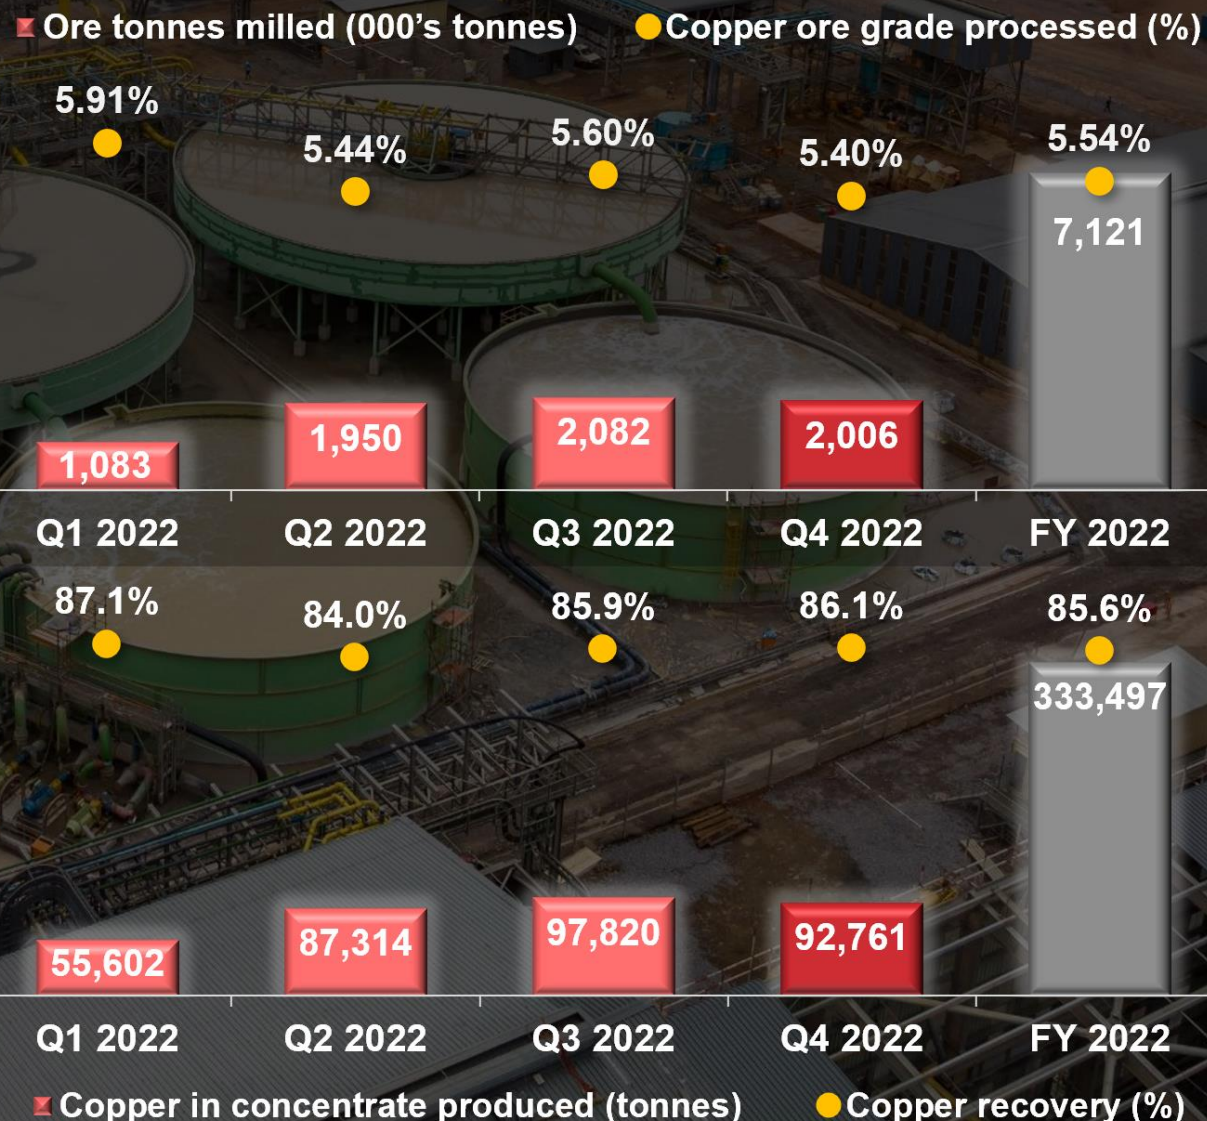 Ore tonnes milled (000's tonnes) Copper ore grade processed (%)
5.91% 5.44% 5.60% 5.40% 5.54%
1,083 1,950 2,082 2,006 7,121
Q1 2022 Q2 2022 Q3 2022 Q4 2022 FY 2022
87.1% 84.0% 85.9% 86.1% 85.6%
55,602 87,314 97,820 92,761 333,497
Q1 2022 Q2 2022 Q3 2022 Q4 2022 FY 2022
Copper in concentrate produced (tonnes) Copper recovery (%)